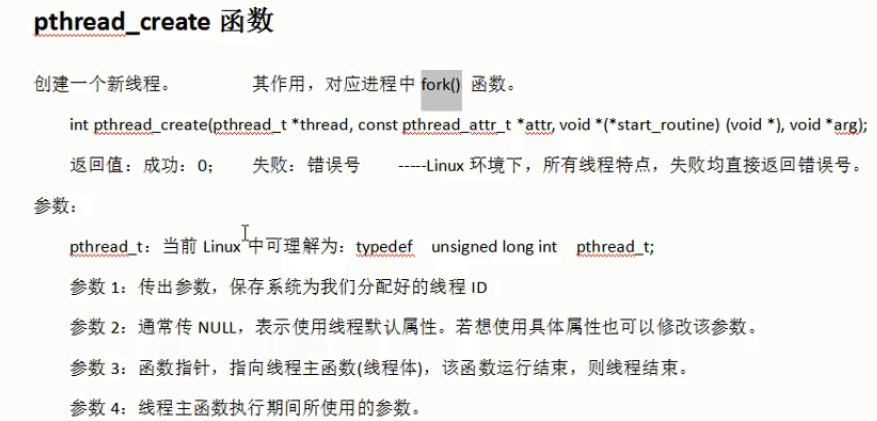 pthread_create 函数
创建一个新线程。 其作用，对应进程中 fork() 函数。
int pthread_create(pthread_t *thread, const pthread_attr_t *attr, void *(*start_routine) (void *), void *arg);
返回值：成功：0； 失败：错误号 -----Linux 环境下，所有线程特点，失败均直接返回错误号。
参数：
pthread_t：当前 Linux 中可理解为：typedef unsigned long int pthread_t;
参数 1：传出参数，保存系统为我们分配好的线程 ID
参数 2：通常传 NULL，表示使用线程默认属性。若想使用具体属性也可以修改该参数。
参数 3：函数指针，指向线程主函数(线程体)，该函数运行结束，则线程结束。
参数 4：线程主函数执行期间所使用的参数。